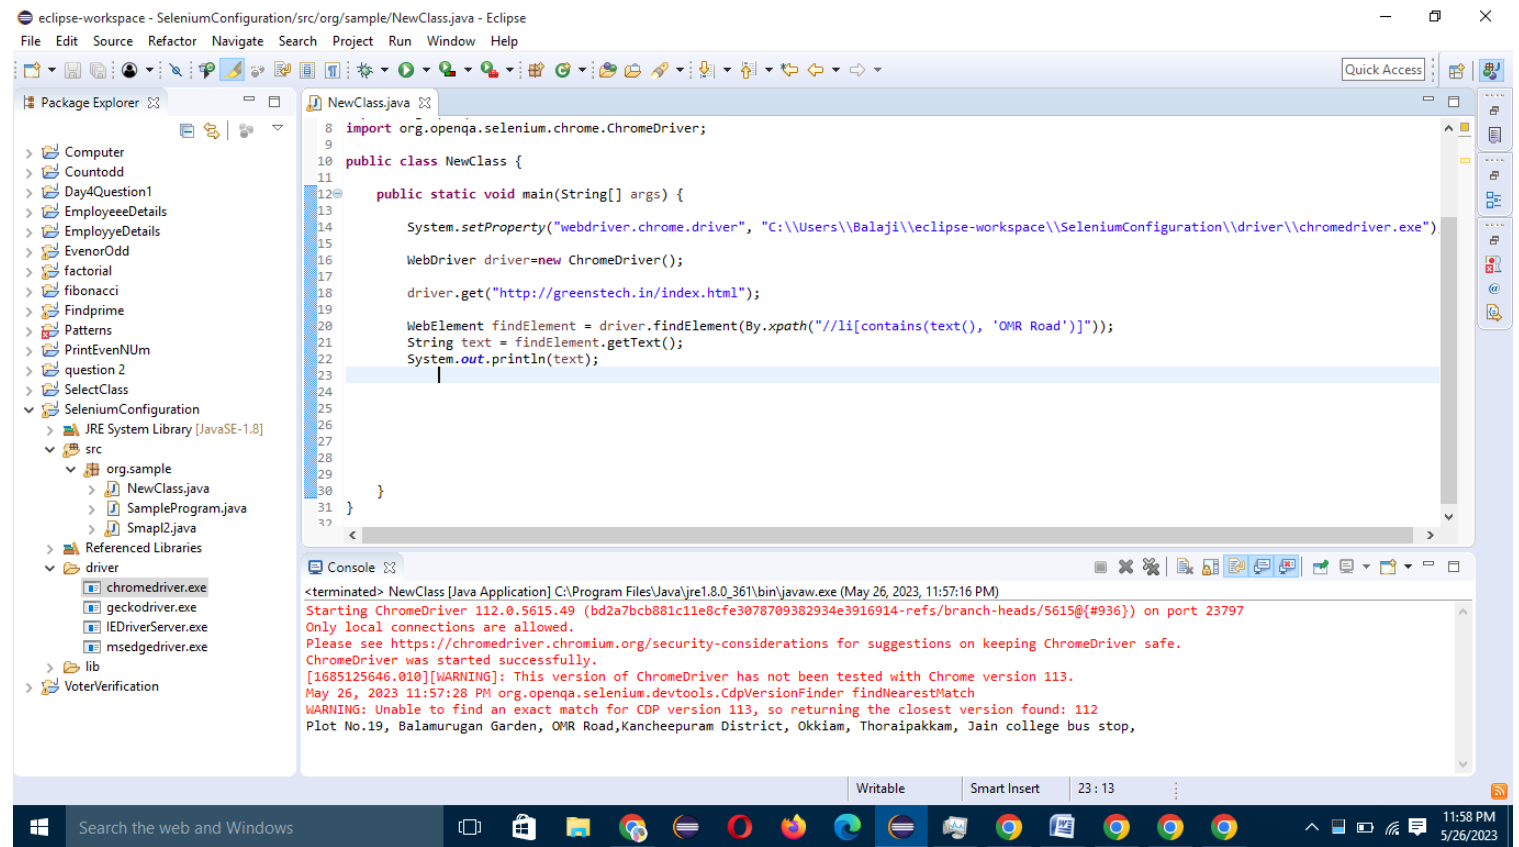 eclipse-workspace - SeleniumConfiguration/src/org/sample/NewClass.java - Eclipse
File Edit Source Refactor Navigate Search Project Run Window Help
Quick Access
Package Explorer
Computer
Countodd
Day4Question1
EmployeeeDetails
EmployyeDetails
EvenorOdd
factorial
fibonacci
Findprime
Patterns
PrintEvenNUm
question 2
SelectClass
SeleniumConfiguration
JRE System Library [JavaSE-1.8]
src
org.sample
NewClass.java
SampleProgram.java
Smapl2.java
Referenced Libraries
driver
chromedriver.exe
geckodriver.exe
IEDriverServer.exe
msedgedriver.exe
lib
VoterVerification
NewClass.java
8 import org.openqa.selenium.chrome.ChromeDriver;
9
10 public class NewClass {
11
12 public static void main(String[] args) {
13
14 System.setProperty("webdriver.chrome.driver", "C:\\Users\\Balaji\\eclipse-workspace\\SeleniumConfiguration\\driver\\chromedriver.exe")
15
16 WebDriver driver=new ChromeDriver();
17
18 driver.get("http://greenstech.in/index.html");
19
20 WebElement findElement = driver.findElement(By.xpath("//li[contains(text(), 'OMR Road')]"));
21 String text = findElement.getText();
22 System.out.println(text);
23
24
25
26
27
28
29
30 }
31 }
32
Console
<terminated> NewClass [Java Application] C:\Program Files\Java\jre1.8.0_361\bin\javaw.exe (May 26, 2023, 11:57:16 PM)
Starting ChromeDriver 112.0.5615.49 (bd2a7bcb881c11e8cfe3078709382934e3916914-refs/branch-heads/5615@{#936}) on port 23797
Only local connections are allowed.
Please see https://chromedriver.chromium.org/security-considerations for suggestions on keeping ChromeDriver safe.
ChromeDriver was started successfully.
[1685125646.010][WARNING]: This version of ChromeDriver has not been tested with Chrome version 113.
May 26, 2023 11:57:28 PM org.openqa.selenium.devtools.CdpVersionFinder findNearestMatch
WARNING: Unable to find an exact match for CDP version 113, so returning the closest version found: 112
Plot No.19, Balamurugan Garden, OMR Road,Kancheepuram District, Okkiam, Thoraipakkam, Jain college bus stop,
Writable Smart Insert 23 : 13
Search the web and Windows
11:58 PM
5/26/2023